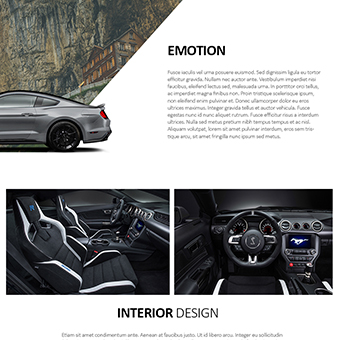 EMOTION
Fusce iaculis vel urna posuere euismod. Sed dignissim ligula eu tortor
efficitur gravida. Nullam nec auctor ante. Vestibulum imperdiet nisi
faucibus, eleifend lectus sed, malesuada urna. In porttitor orci tellus,
ac imperdiet magna finibus non. Proin tristique scelerisque ipsum,
non eleifend enim pulvinar et. Donec ullamcorper dolor eu eros
ultrices maximus. Integer gravida tellus et auctor vehicula. Fusce
egestas nunc id nunc aliquet rutrum. Fusce efficitur risus a interdum
ultrices. Nulla sed metus pretium nibh tempus tempus et ac nisl.
Aliquam volutpat, lorem sit amet pulvinar interdum, eros sem tris-
tique arcu, sit amet fringilla nunc ipsum sed metus.
INTERIOR DESIGN
Etiam sit amet condimentum ante. Aenean at faucibus justo. Ut id libero arcu. Integer eu sollicitudin